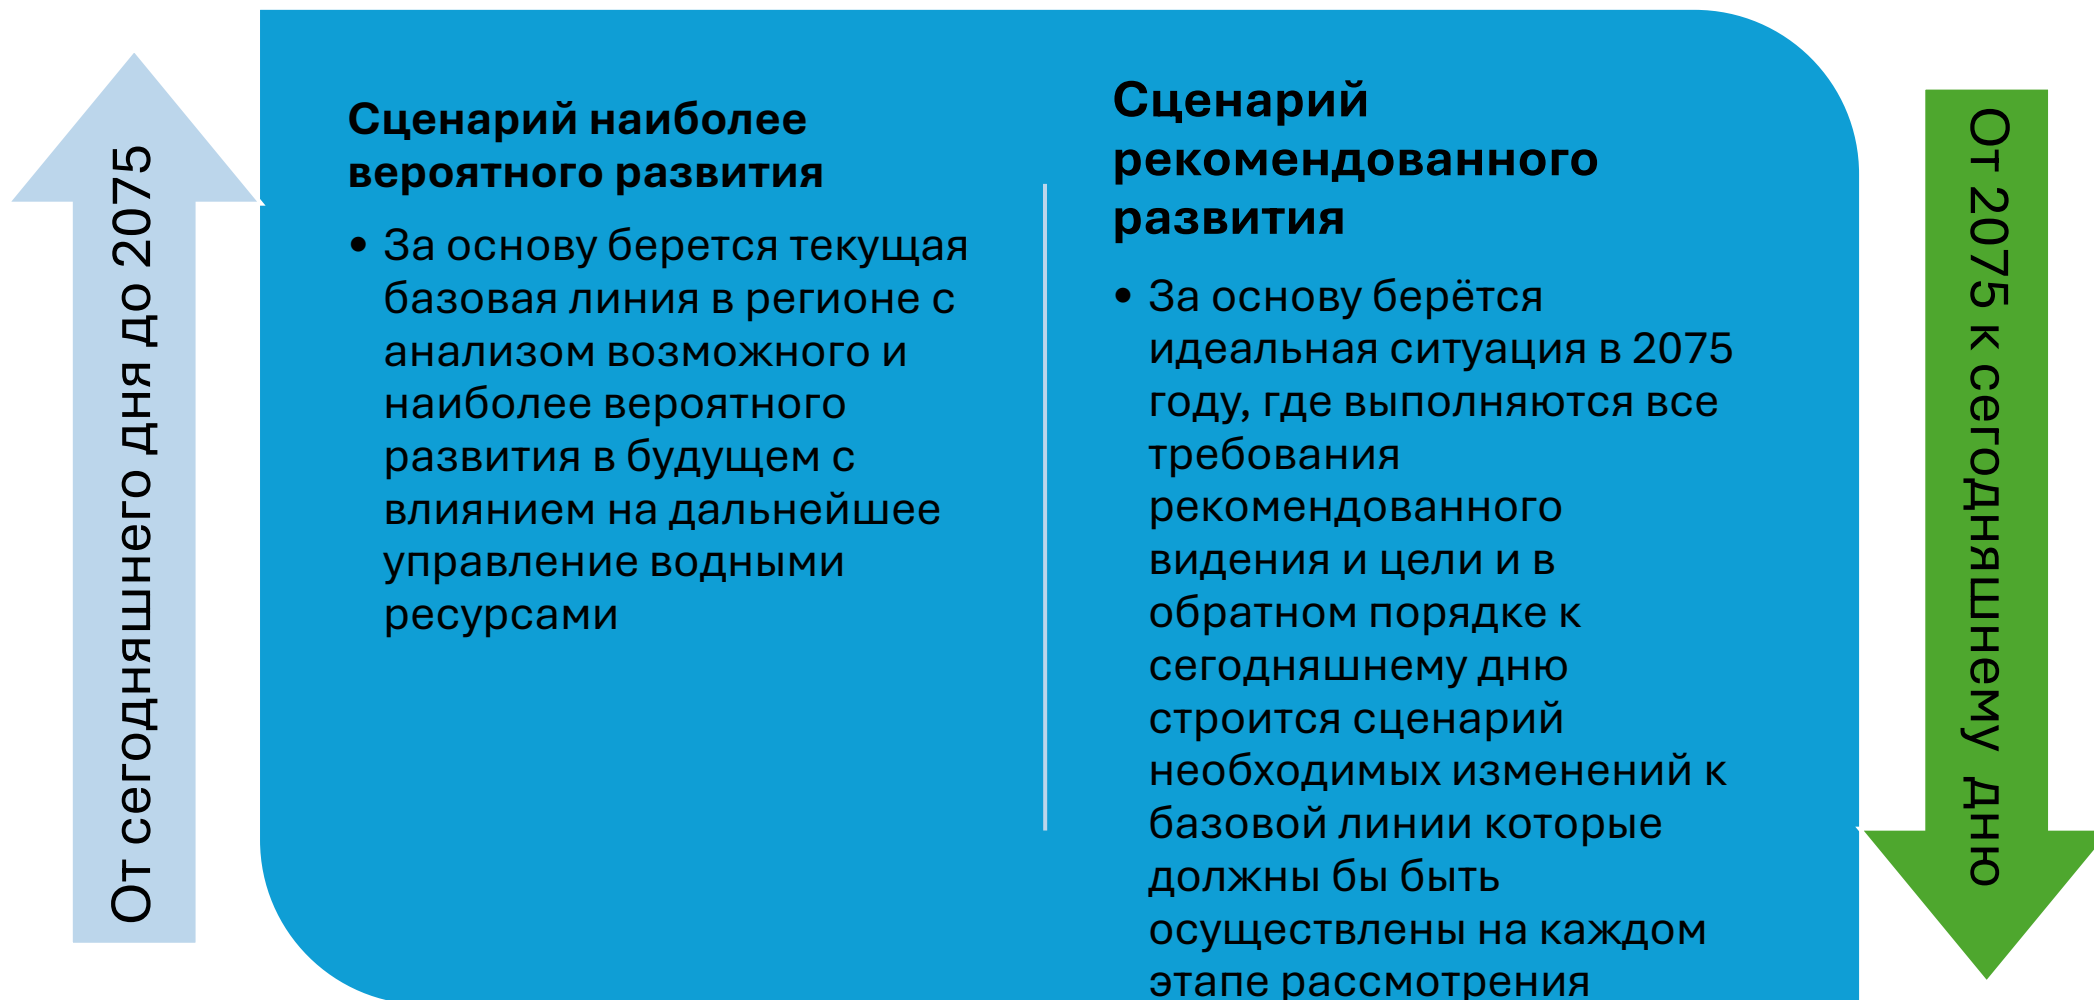 От сегодняшнего дня до 2075
Сценарий наиболее
вероятного развития
• За основу берется текущая
базовая линия в регионе с
анализом возможного и
наиболее вероятного
развития в будущем с
влиянием на дальнейшее
управление водными
ресурсами
Сценарий
рекомендованного
развития
• За основу берётся
идеальная ситуация в 2075
году, где выполняются все
требования
рекомендованного
видения и цели и в
обратном порядке к
сегодняшнему дню
строится сценарий
необходимых изменений к
базовой линии которые
должны бы быть
осуществлены на каждом
этапе рассмотрения
От 2075 к сегодняшнему дню